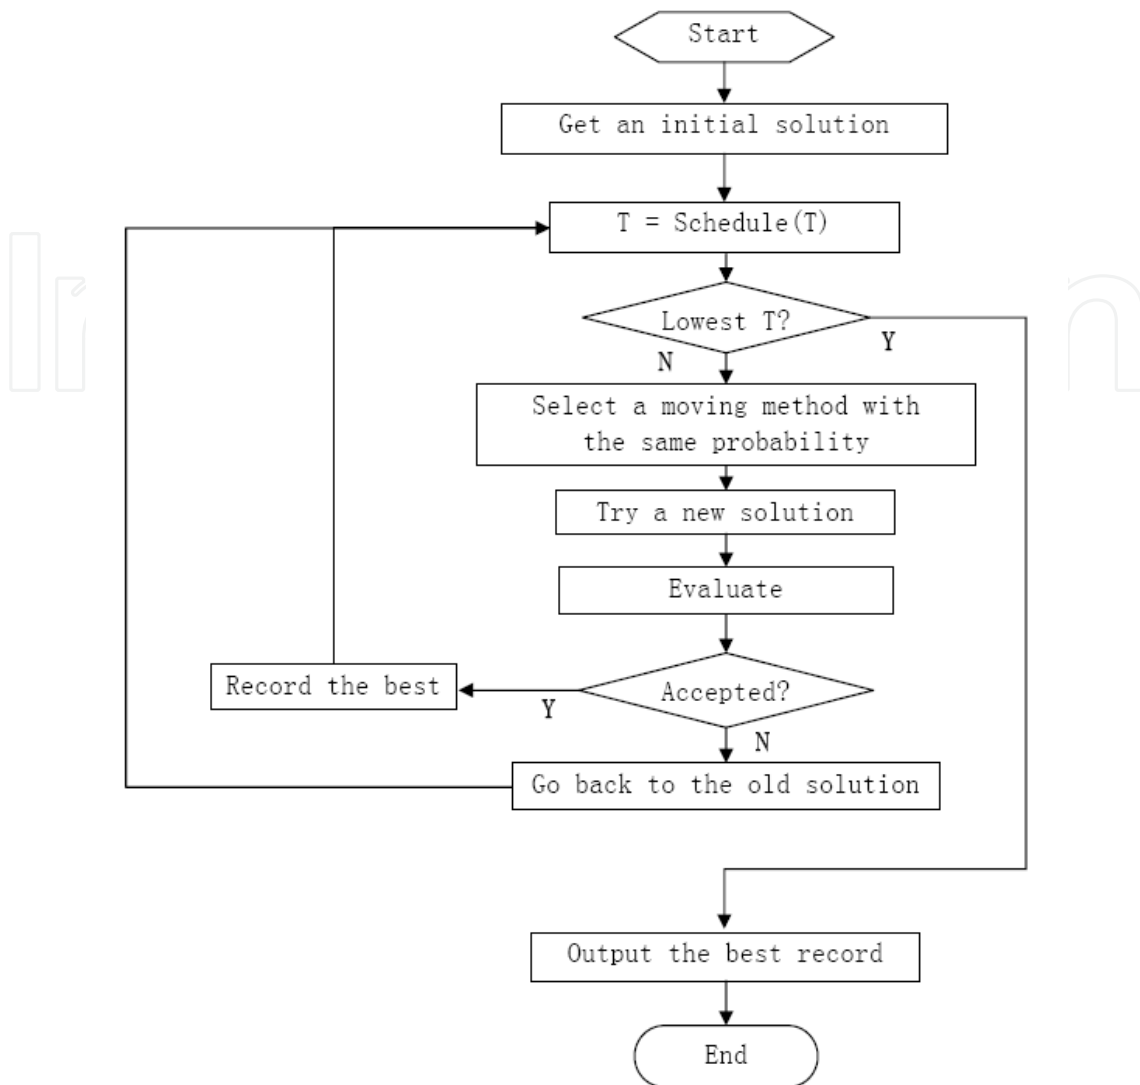 Start
Get an initial solution
T = Schedule(T)
Lowest T?
Y
N
Select a moving method with
the same probability
Try a new solution
Evaluate
Record the best
Accepted?
Y
N
Go back to the old solution
Output the best record
End